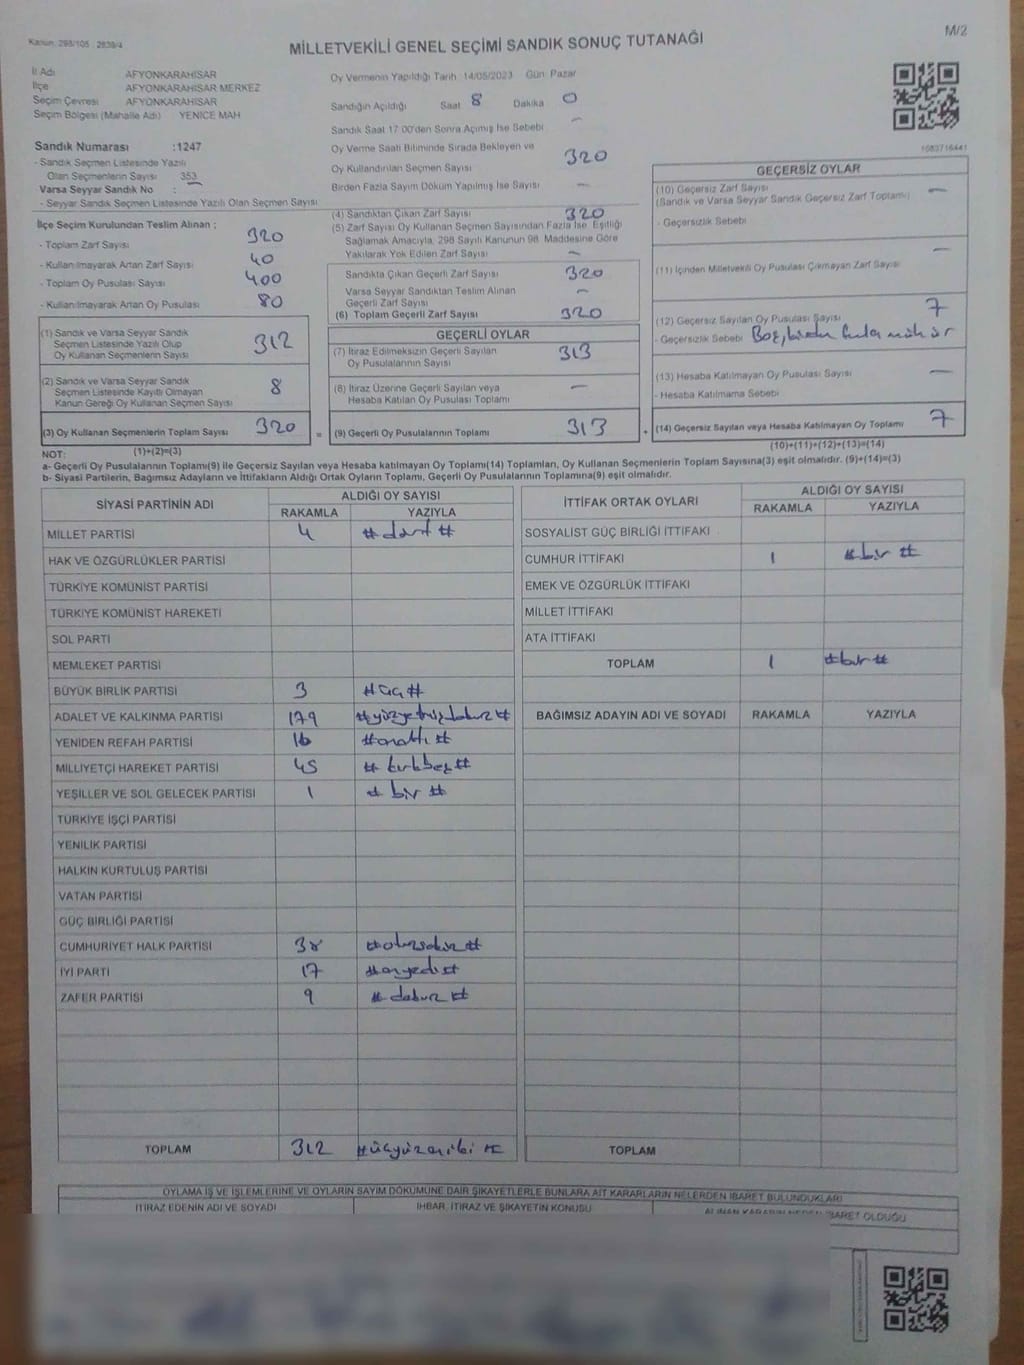 Kanun: 298/105 : 2839/4
M/2
MİLLETVEKİLİ GENEL SEÇİMİ SANDIK SONUÇ TUTANAĞI
İl Adı AFYONKARAHİSAR
İlçe AFYONKARAHİSAR MERKEZ
Seçim Çevresi AFYONKARAHİSAR
Seçim Bölgesi (Mahalle Adı) YENİCE MAH
Sandık Numarası :1247
- Sandık Seçmen Listesinde Yazılı
Olan Seçmenlerin Sayısı 353
Varsa Seyyar Sandık No :
- Seyyar Sandık Seçmen Listesinde Yazılı Olan Seçmen Sayısı
Oy Vermenin Yapıldığı Tarih 14/05/2023 Gün Pazar
Sandığın Açıldığı Saat 8 Dakika 0
Sandık Saat 17.00'den Sonra Açılmış İse Sebebi –
Oy Verme Saati Bitiminde Sırada Bekleyen ve
Oy Kullandırılan Seçmen Sayısı 320
Birden Fazla Sayım Döküm Yapılmış İse Sayısı –
1083716441
İlçe Seçim Kurulundan Teslim Alınan ;
- Toplam Zarf Sayısı 320
- Kullanılmayarak Artan Zarf Sayısı 40
- Toplam Oy Pusulası Sayısı 400
- Kullanılmayarak Artan Oy Pusulası 80
(1) Sandık ve Varsa Seyyar Sandık
Seçmen Listesinde Yazılı Olup
Oy Kullanan Seçmenlerin Sayısı 312
(2) Sandık ve Varsa Seyyar Sandık
Seçmen Listesinde Kayıtlı Olmayan
Kanun Gereği Oy Kullanan Seçmen Sayısı 8
(3) Oy Kullanan Seçmenlerin Toplam Sayısı 320 =
(4) Sandıktan Çıkan Zarf Sayısı 320
(5) Zarf Sayısı Oy Kullanan Seçmen Sayısından Fazla İse, Eşitliği
Sağlamak Amacıyla, 298 Sayılı Kanunun 98. Maddesine Göre
Yakılarak Yok Edilen Zarf Sayısı –
Sandıkta Çıkan Geçerli Zarf Sayısı 320
Varsa Seyyar Sandıktan Teslim Alınan
Geçerli Zarf Sayısı –
(6) Toplam Geçerli Zarf Sayısı 320
GEÇERLİ OYLAR
(7) İtiraz Edilmeksizin Geçerli Sayılan
Oy Pusulalarının Sayısı 313
(8) İtiraz Üzerine Geçerli Sayılan veya
Hesaba Katılan Oy Pusulası Toplamı –
(9) Geçerli Oy Pusulalarının Toplamı 313 +
GEÇERSİZ OYLAR
(10) Geçersiz Zarf Sayısı –
(Sandık ve Varsa Seyyar Sandık Geçersiz Zarf Toplamı)
- Geçersizlik Sebebi
(11) İçinden Milletvekili Oy Pusulası Çıkmayan Zarf Sayısı –
(12) Geçersiz Sayılan Oy Pusulası Sayısı 7
- Geçersizlik Sebebi Boş, birden fazla mühür
(13) Hesaba Katılmayan Oy Pusulası Sayısı –
- Hesaba Katılmama Sebebi
(14) Geçersiz Sayılan veya Hesaba Katılmayan Oy Toplamı 7
NOT: (1)+(2)=(3) (10)+(11)+(12)+(13)=(14)
a- Geçerli Oy Pusulalarının Toplamı(9) ile Geçersiz Sayılan veya Hesaba katılmayan Oy Toplamı(14) Toplamları, Oy Kullanan Seçmenlerin Toplam Sayısına(3) eşit olmalıdır. (9)+(14)=(3)
b- Siyasi Partilerin, Bağımsız Adayların ve İttifakların Aldığı Ortak Oyların Toplamı, Geçerli Oy Pusulalarının Toplamına(9) eşit olmalıdır.
SİYASİ PARTİNİN ADI ALDIĞI OY SAYISI
RAKAMLA YAZIYLA
MİLLET PARTİSİ 4 #dört#
HAK VE ÖZGÜRLÜKLER PARTİSİ
TÜRKİYE KOMÜNİST PARTİSİ
TÜRKİYE KOMÜNİST HAREKETİ
SOL PARTİ
MEMLEKET PARTİSİ
BÜYÜK BİRLİK PARTİSİ 3 #üç#
ADALET VE KALKINMA PARTİSİ 179 #yüzyetmişdokuz#
YENİDEN REFAH PARTİSİ 16 #onaltı#
MİLLİYETÇİ HAREKET PARTİSİ 45 #kırkbeş#
YEŞİLLER VE SOL GELECEK PARTİSİ 1 #bir#
TÜRKİYE İŞÇİ PARTİSİ
YENİLİK PARTİSİ
HALKIN KURTULUŞ PARTİSİ
VATAN PARTİSİ
GÜÇ BİRLİĞİ PARTİSİ
CUMHURİYET HALK PARTİSİ 38 #otuzsekiz#
İYİ PARTİ 17 #onyedi#
ZAFER PARTİSİ 9 #dokuz#
TOPLAM 312 #üçyüzoniki#
İTTİFAK ORTAK OYLARI ALDIĞI OY SAYISI
RAKAMLA YAZIYLA
SOSYALİST GÜÇ BİRLİĞİ İTTİFAKI
CUMHUR İTTİFAKI 1 #bir#
EMEK VE ÖZGÜRLÜK İTTİFAKI
MİLLET İTTİFAKI
ATA İTTİFAKI
TOPLAM 1 #bir#
BAĞIMSIZ ADAYIN ADI VE SOYADI RAKAMLA YAZIYLA
TOPLAM
OYLAMA İŞ VE İŞLEMLERİNE VE OYLARIN SAYIM DÖKÜMÜNE DAİR ŞİKAYETLERLE BUNLARA AİT KARARLARIN NELERDEN İBARET BULUNDUKLARI
İTİRAZ EDENİN ADI VE SOYADI İHBAR, İTİRAZ VE ŞİKAYETİN KONUSU ALINAN KARARIN NEDEN İBARET OLDUĞU